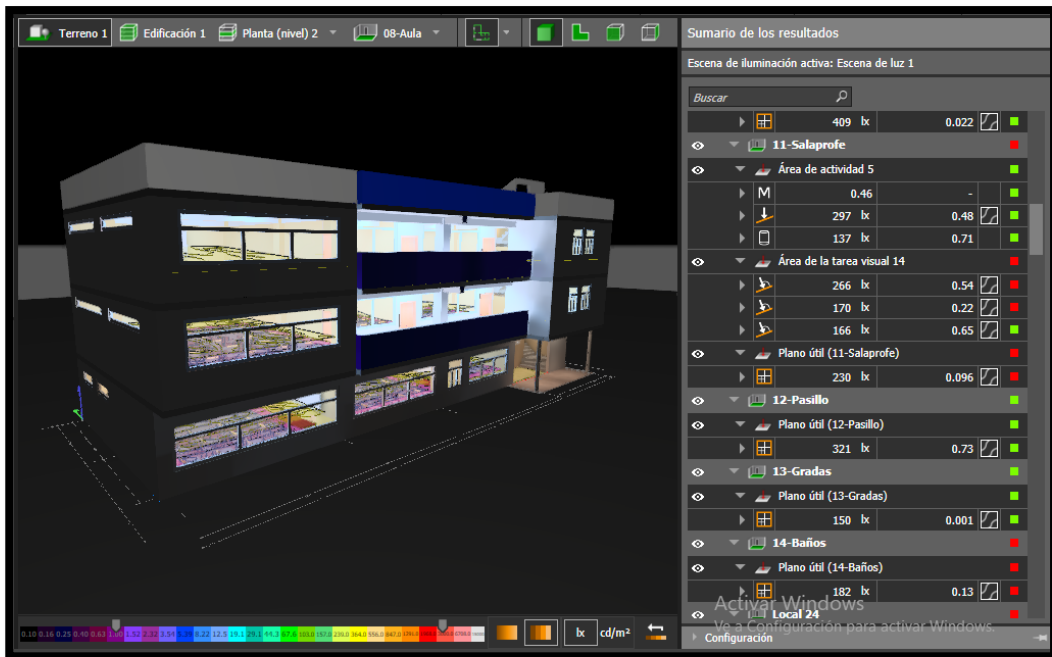 Terreno 1 Edificación 1 Planta (nivel) 2 08-Aula
Sumario de los resultados
Escena de iluminación activa: Escena de luz 1
Buscar
409 lx 0.022
11-Salaprofe
Área de actividad 5
M 0.46 -
297 lx 0.48
137 lx 0.71
Área de la tarea visual 14
266 lx 0.54
170 lx 0.22
166 lx 0.65
Plano útil (11-Salaprofe)
230 lx 0.096
12-Pasillo
Plano útil (12-Pasillo)
321 lx 0.73
13-Gradas
Plano útil (13-Gradas)
150 lx 0.001
14-Baños
Plano útil (14-Baños)
182 lx 0.13
Activar Windows
Local 24
Ve a Configuración para activar Windows.
Configuración
0.10 0.16 0.25 0.40 0.63 1.00 1.52 2.32 3.54 8.22 12.5 19.1 29.1 44.3 67.6 103.0 157.0 239.0 364.0 556.0 847.0
lx cd/m²